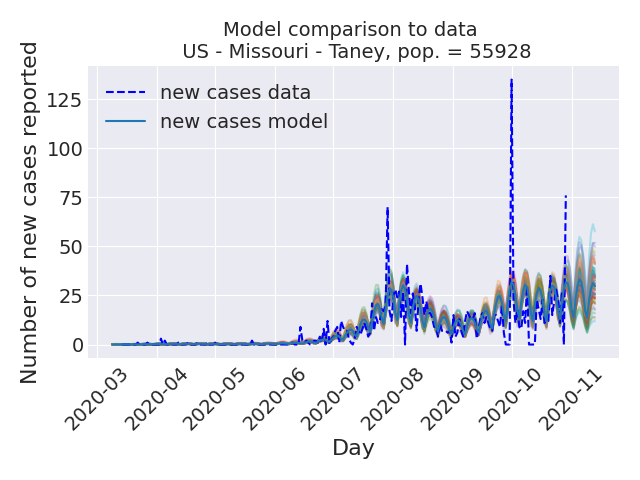 Model comparison to data
US - Missouri - Taney, pop. = 55928
Number of new cases reported
new cases data
new cases model
125
100
75
50
25
0
2020-03
2020-04
2020-05
2020-06
2020-07
2020-08
2020-09
2020-10
2020-11
Day